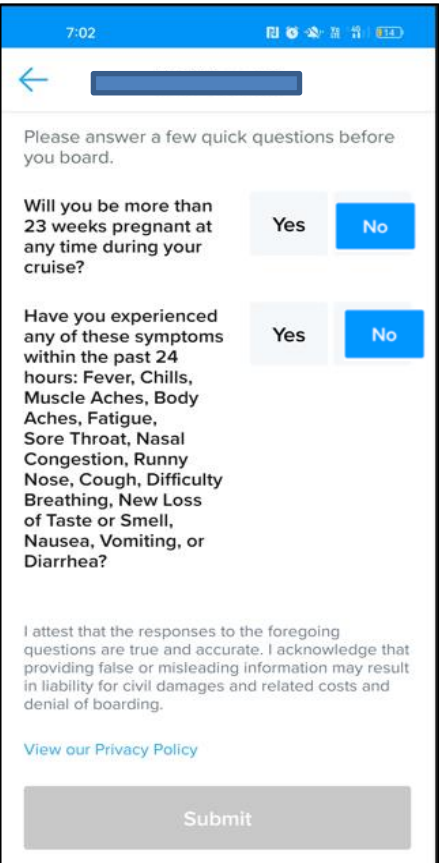 7:02
14
Please answer a few quick questions before
you board.
Will you be more than
23 weeks pregnant at
any time during your
cruise?
Yes
No
Have you experienced
any of these symptoms
within the past 24
hours: Fever, Chills,
Muscle Aches, Body
Aches, Fatigue,
Sore Throat, Nasal
Congestion, Runny
Nose, Cough, Difficulty
Breathing, New Loss
of Taste or Smell,
Nausea, Vomiting, or
Diarrhea?
Yes
No
I attest that the responses to the foregoing
questions are true and accurate. I acknowledge that
providing false or misleading information may result
in liability for civil damages and related costs and
denial of boarding.
View our Privacy Policy
Submit